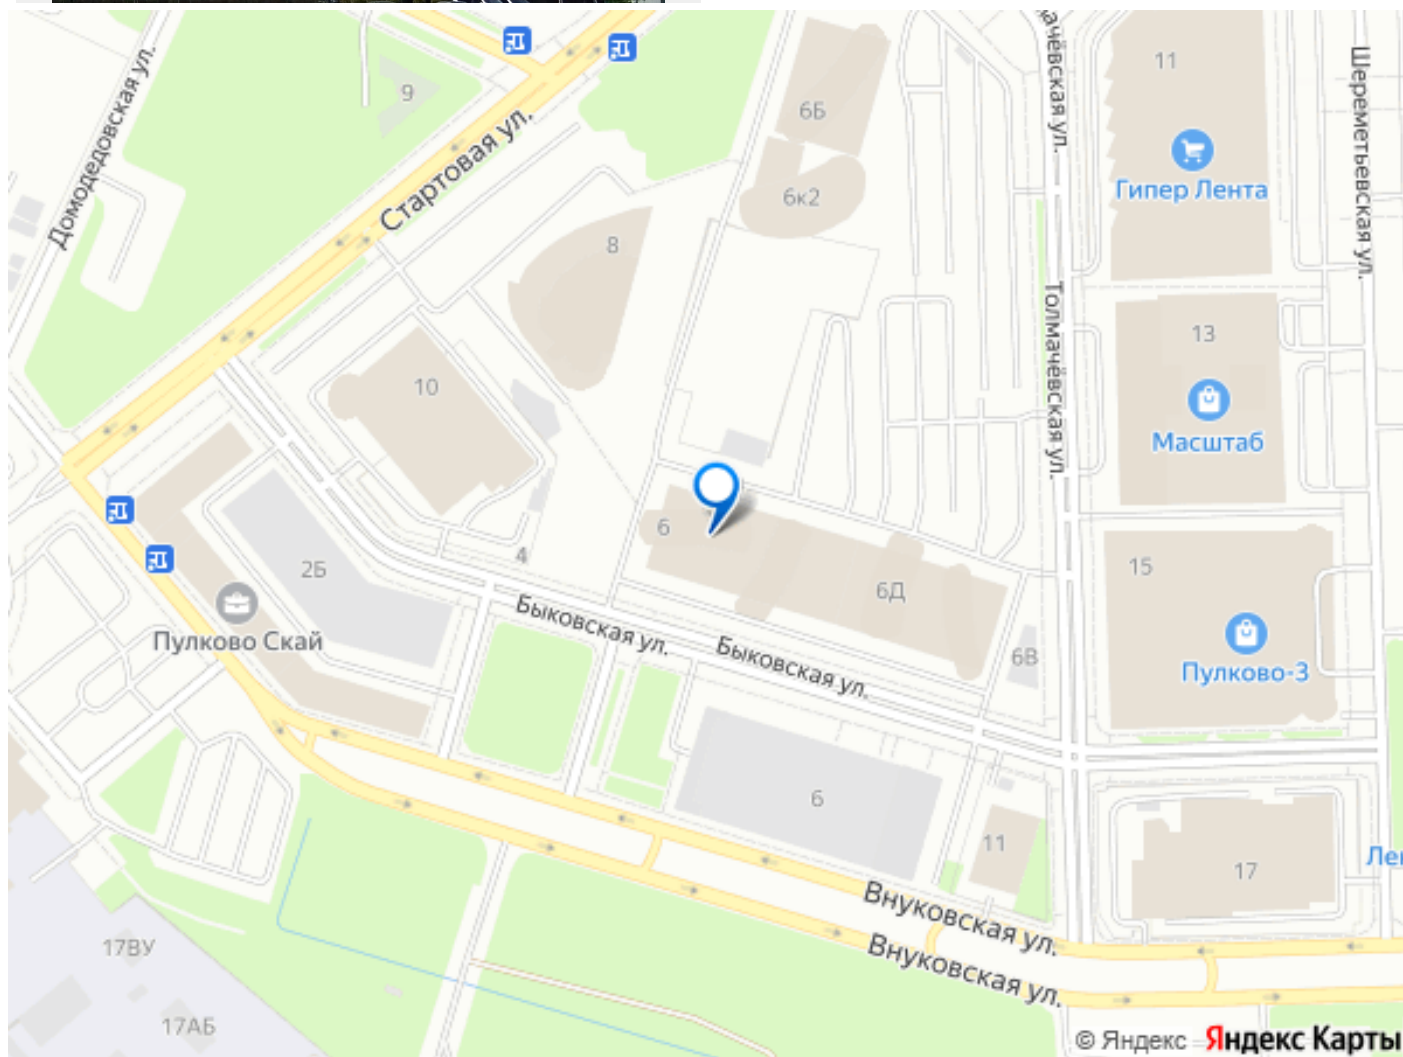 Домодедовская ул.
9
Стартовая ул.
6Б
6к2
8
10
11
Гипер Лента
Шереметьевская ул.
13
Масштаб
Толмачёвская ул.
6
6Д
6В
15
Пулково-3
4
2Б
Пулково Скай
Быковская ул.
Быковская ул.
6
11
17
Внуковская ул.
Внуковская ул.
17ВУ
17АБ
© Яндекс Яндекс Карты